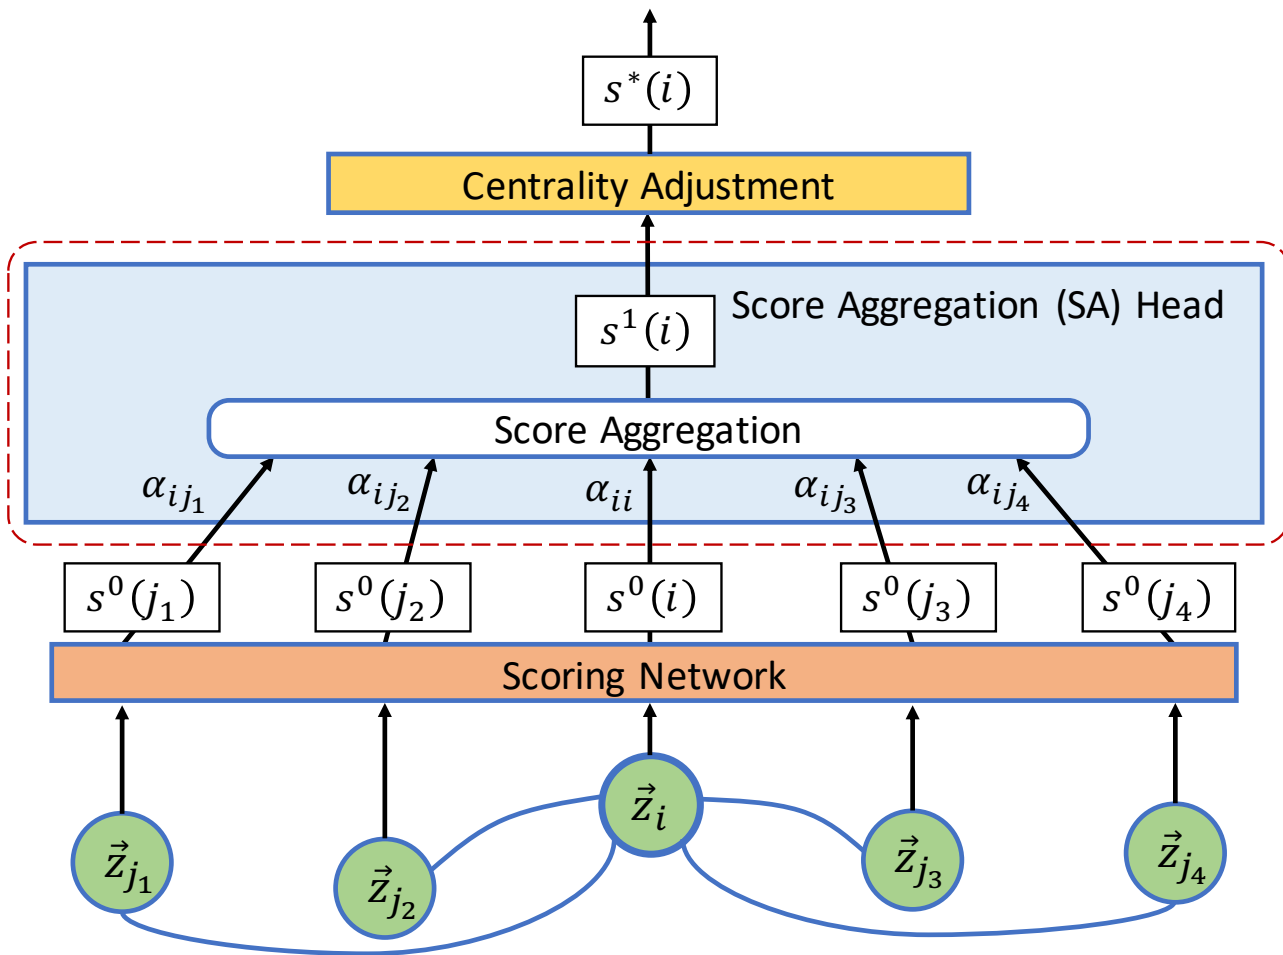 s*(i)
Centrality Adjustment
Score Aggregation (SA) Head
s¹(i)
Score Aggregation
α_{ij₁} α_{ij₂} α_{ii} α_{ij₃} α_{ij₄}
s⁰(j₁) s⁰(j₂) s⁰(i) s⁰(j₃) s⁰(j₄)
Scoring Network
z⃗_i
z⃗_{j₁} z⃗_{j₂} z⃗_{j₃} z⃗_{j₄}